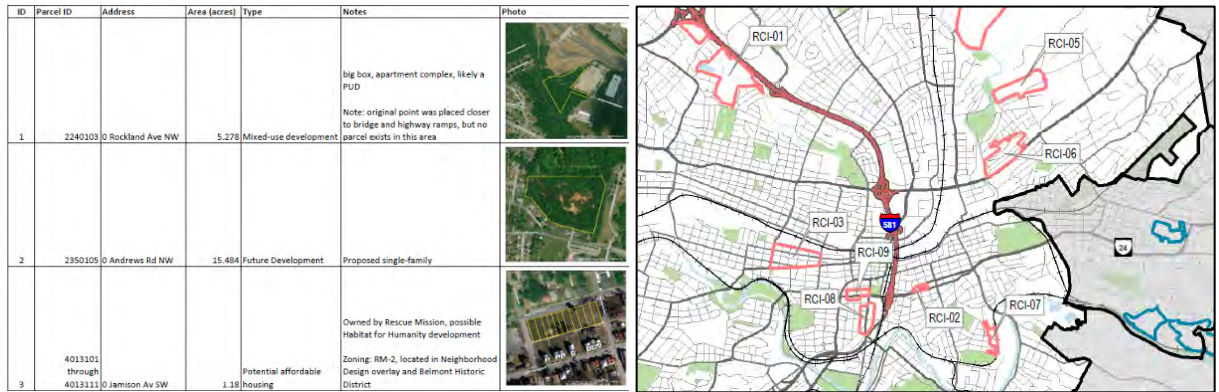 ID Parcel ID Address Area (acres) Type Notes Photo
big box, apartment complex, likely a
PUD
Note: original point was placed closer
to bridge and highway ramps, but no
1 2240103 0 Rockland Ave NW 5.278 Mixed-use development parcel exists in this area
2 2350105 0 Andrews Rd NW 15.484 Future Development Proposed single-family
Owned by Rescue Mission, possible
Habitat for Humanity development
4013101
Zoning: RM-2, located in Neighborhood
through Potential affordable Design overlay and Belmont Historic
3 4013111 0 Jamison Av SW 1.18 housing District
RCI-01
RCI-05
RCI-06
581
RCI-03
24
RCI-09
RCI-08
RCI-02
RCI-07